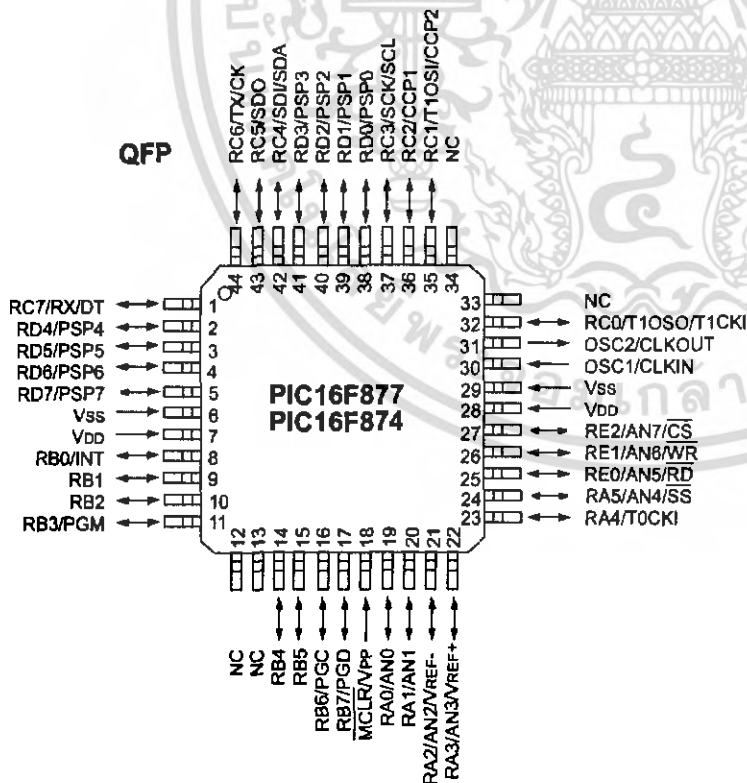 QFP
RC6/TX/CK
RC5/SDO
RC4/SDI/SDA
RD3/PSP3
RD2/PSP2
RD1/PSP1
RD0/PSP0
RC3/SCK/SCL
RC2/CCP1
RC1/T1OSI/CCP2
NC
44 43 42 41 40 39 38 37 36 35 34
RC7/RX/DT 1
RD4/PSP4 2
RD5/PSP5 3
RD6/PSP6 4
RD7/PSP7 5
VSS 6
VDD 7
RB0/INT 8
RB1 9
RB2 10
RB3/PGM 11
PIC16F877
PIC16F874
33 NC
32 RC0/T1OSO/T1CKI
31 OSC2/CLKOUT
30 OSC1/CLKIN
29 VSS
28 VDD
27 RE2/AN7/CS
26 RE1/AN6/WR
25 RE0/AN5/RD
24 RA5/AN4/SS
23 RA4/T0CKI
12 13 14 15 16 17 18 19 20 21 22
NC
NC
RB4
RB5
RB6/PGC
RB7/PGD
MCLR/VPP
RA0/AN0
RA1/AN1
RA2/AN2/VREF-
RA3/AN3/VREF+